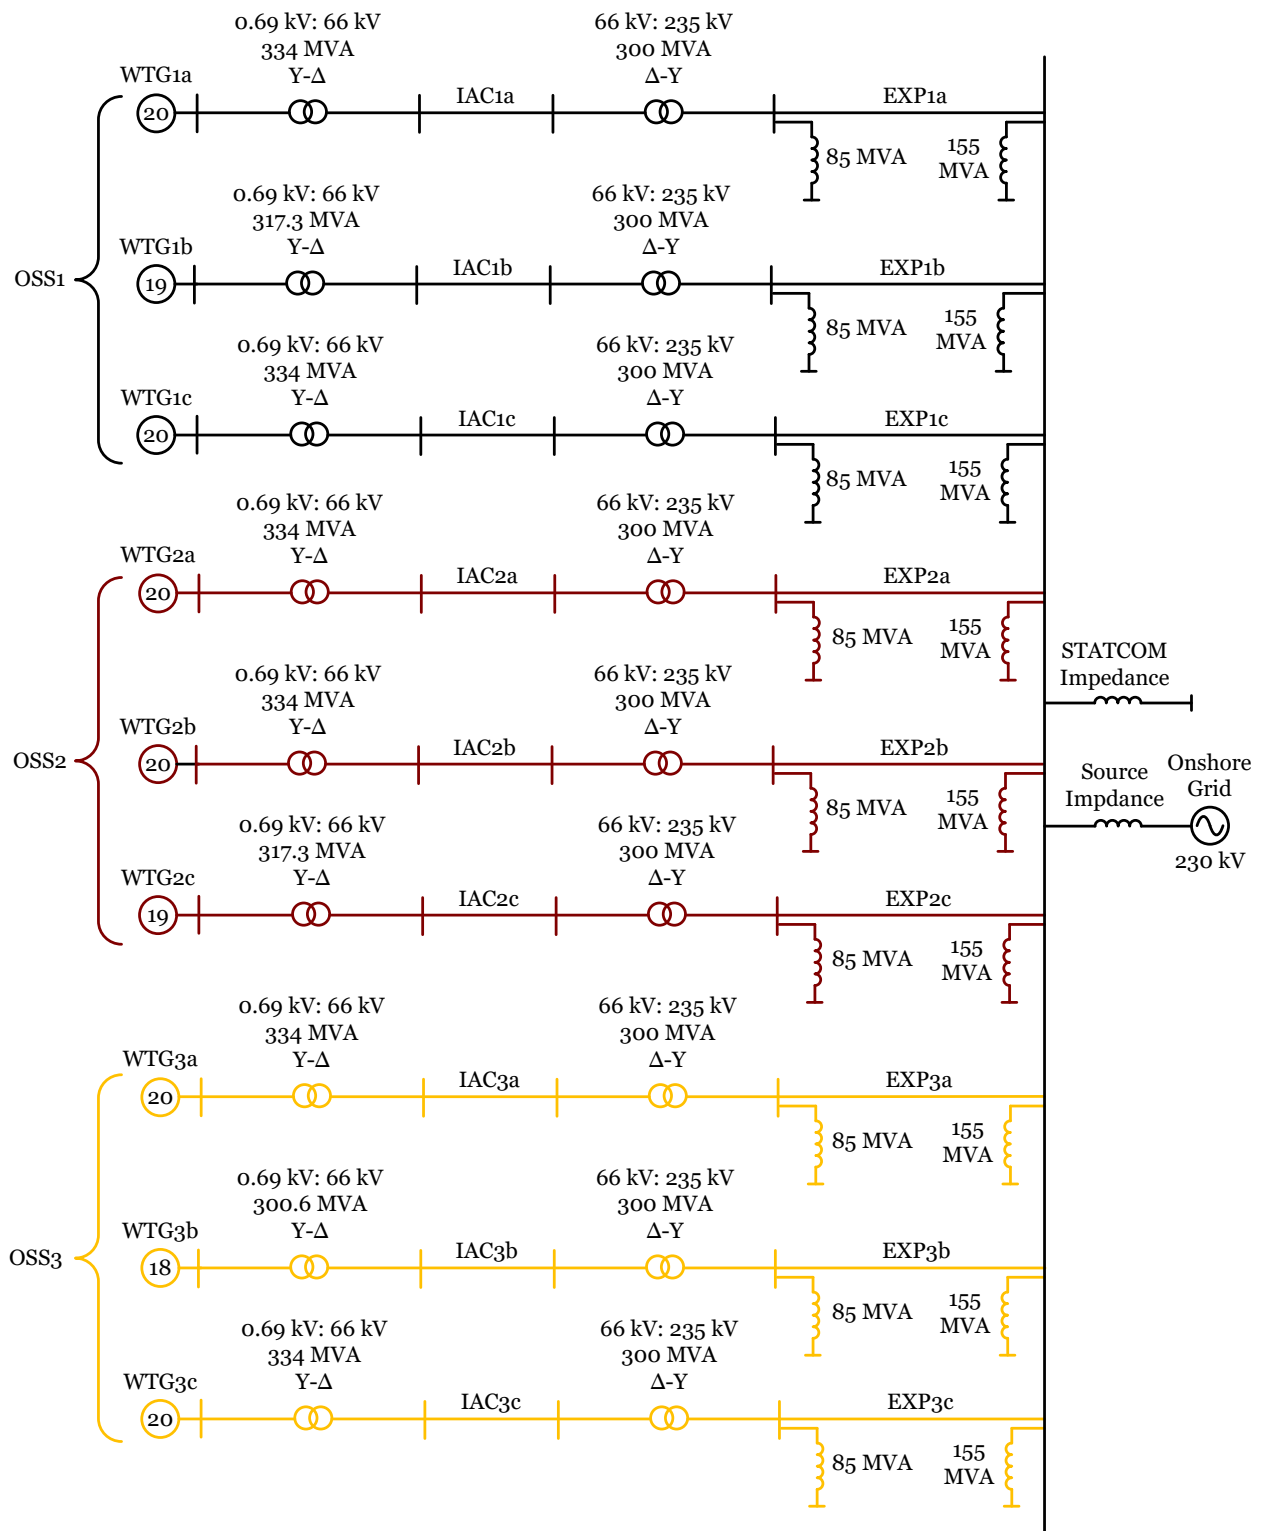 0.69 kV: 66 kV
334 MVA
Y-Δ
66 kV: 235 kV
300 MVA
Δ-Y
WTG1a
20
IAC1a
EXP1a
85 MVA
155
MVA
0.69 kV: 66 kV
317.3 MVA
Y-Δ
66 kV: 235 kV
300 MVA
Δ-Y
WTG1b
OSS1
19
IAC1b
EXP1b
85 MVA
155
MVA
0.69 kV: 66 kV
334 MVA
Y-Δ
66 kV: 235 kV
300 MVA
Δ-Y
WTG1c
20
IAC1c
EXP1c
85 MVA
155
MVA
0.69 kV: 66 kV
334 MVA
Y-Δ
66 kV: 235 kV
300 MVA
Δ-Y
WTG2a
20
IAC2a
EXP2a
85 MVA
155
MVA
STATCOM
Impedance
0.69 kV: 66 kV
334 MVA
Y-Δ
66 kV: 235 kV
300 MVA
Δ-Y
WTG2b
OSS2
20
IAC2b
EXP2b
85 MVA
155
MVA
Source
Impdance
Onshore
Grid
230 kV
0.69 kV: 66 kV
317.3 MVA
Y-Δ
66 kV: 235 kV
300 MVA
Δ-Y
WTG2c
19
IAC2c
EXP2c
85 MVA
155
MVA
0.69 kV: 66 kV
334 MVA
Y-Δ
66 kV: 235 kV
300 MVA
Δ-Y
WTG3a
20
IAC3a
EXP3a
85 MVA
155
MVA
0.69 kV: 66 kV
300.6 MVA
Y-Δ
66 kV: 235 kV
300 MVA
Δ-Y
WTG3b
OSS3
18
IAC3b
EXP3b
85 MVA
155
MVA
0.69 kV: 66 kV
334 MVA
Y-Δ
66 kV: 235 kV
300 MVA
Δ-Y
WTG3c
20
IAC3c
EXP3c
85 MVA
155
MVA